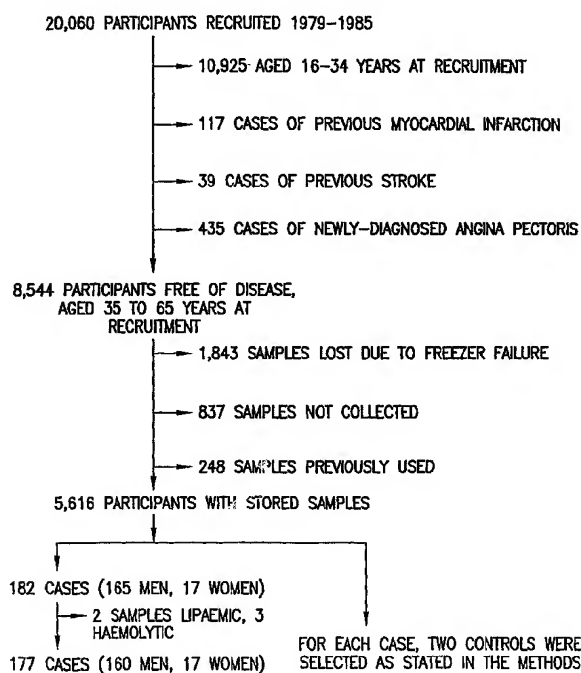 20,060 PARTICIPANTS RECRUITED 1979-1985
10,925 AGED 16-34 YEARS AT RECRUITMENT
117 CASES OF PREVIOUS MYOCARDIAL INFARCTION
39 CASES OF PREVIOUS STROKE
435 CASES OF NEWLY-DIAGNOSED ANGINA PECTORIS
8,544 PARTICIPANTS FREE OF DISEASE,
AGED 35 TO 65 YEARS AT
RECRUITMENT
1,843 SAMPLES LOST DUE TO FREEZER FAILURE
837 SAMPLES NOT COLLECTED
248 SAMPLES PREVIOUSLY USED
5,616 PARTICIPANTS WITH STORED SAMPLES
182 CASES (165 MEN, 17 WOMEN)
2 SAMPLES LIPAEMIC, 3
HAEMOLYTIC
177 CASES (160 MEN, 17 WOMEN)
FOR EACH CASE, TWO CONTROLS WERE
SELECTED AS STATED IN THE METHODS